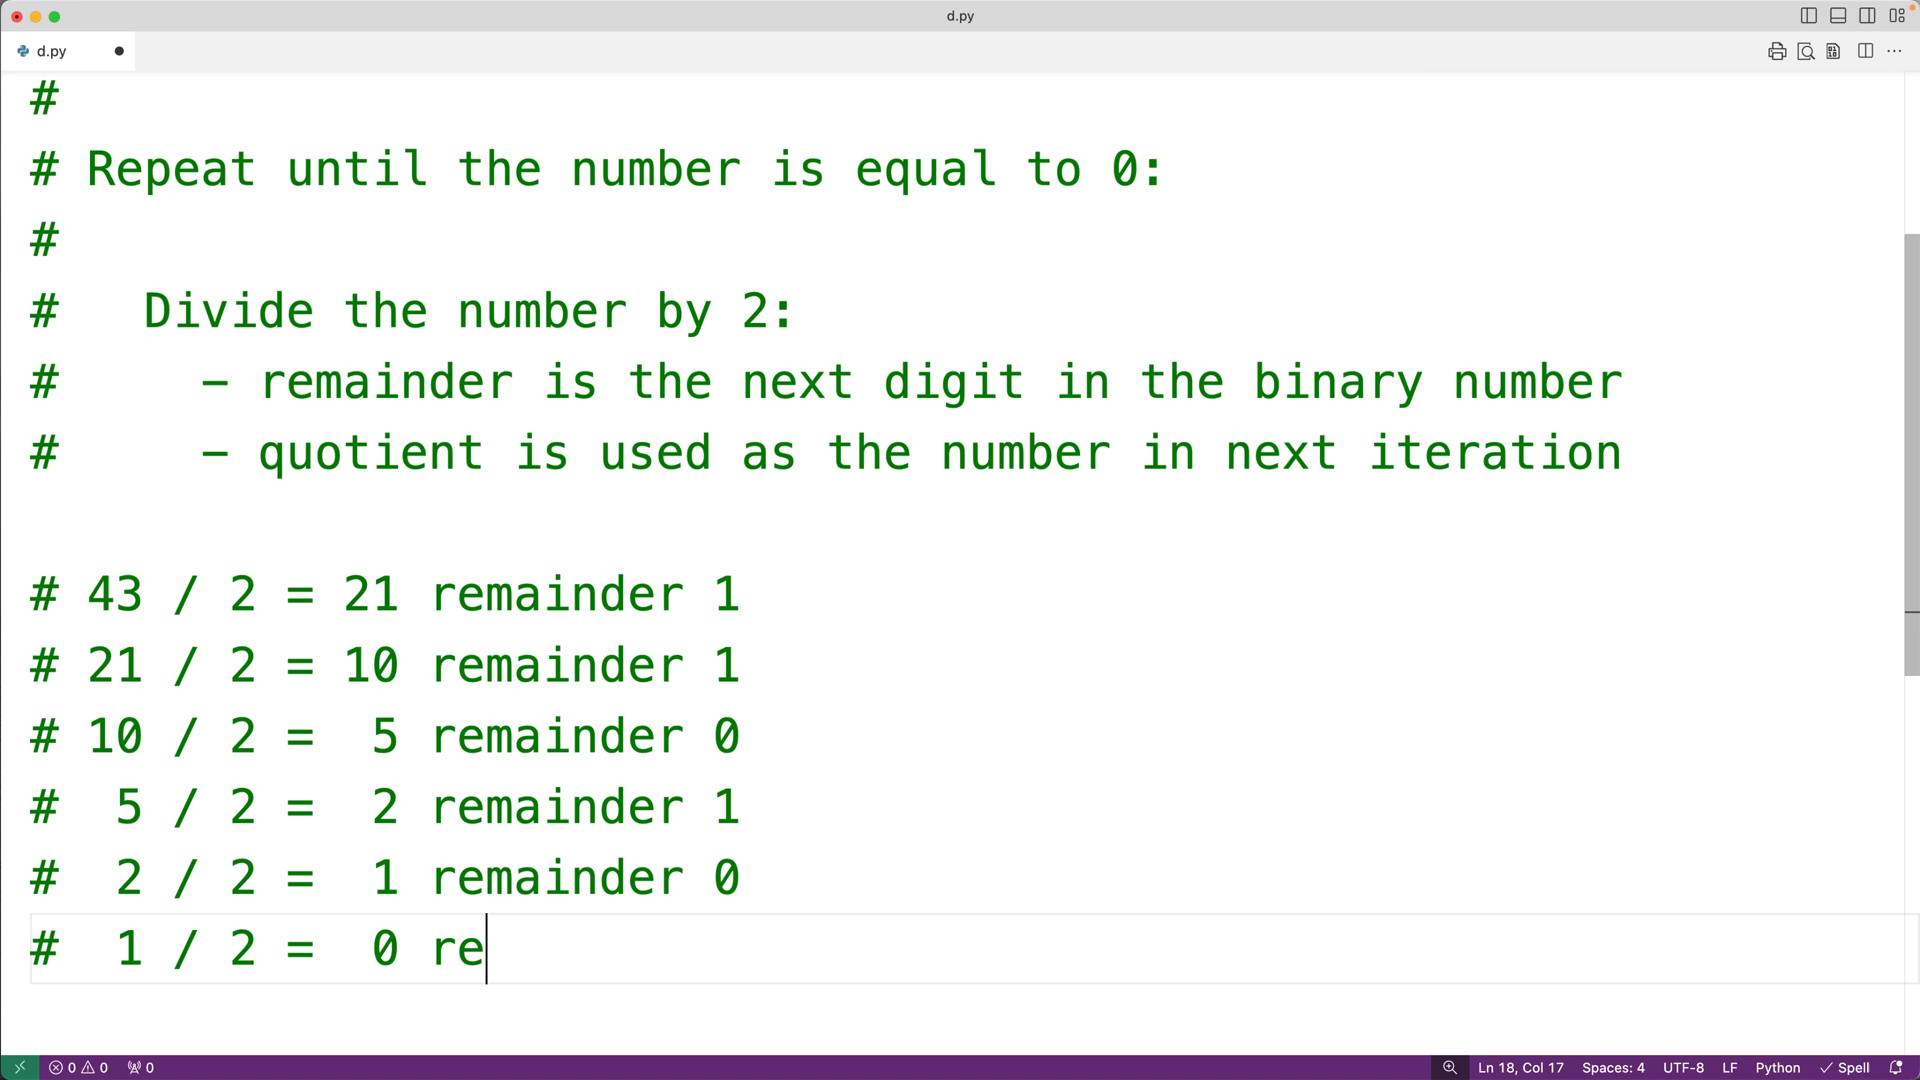 d.py
d.py
#
# Repeat until the number is equal to 0:
#
#   Divide the number by 2:
#     - remainder is the next digit in the binary number
#     - quotient is used as the number in next iteration
# 43 / 2 = 21 remainder 1
# 21 / 2 = 10 remainder 1
# 10 / 2 =  5 remainder 0
#  5 / 2 =  2 remainder 1
#  2 / 2 =  1 remainder 0
#  1 / 2 =  0 re
0 0 0 Ln 18, Col 17 Spaces: 4 UTF-8 LF Python Spell